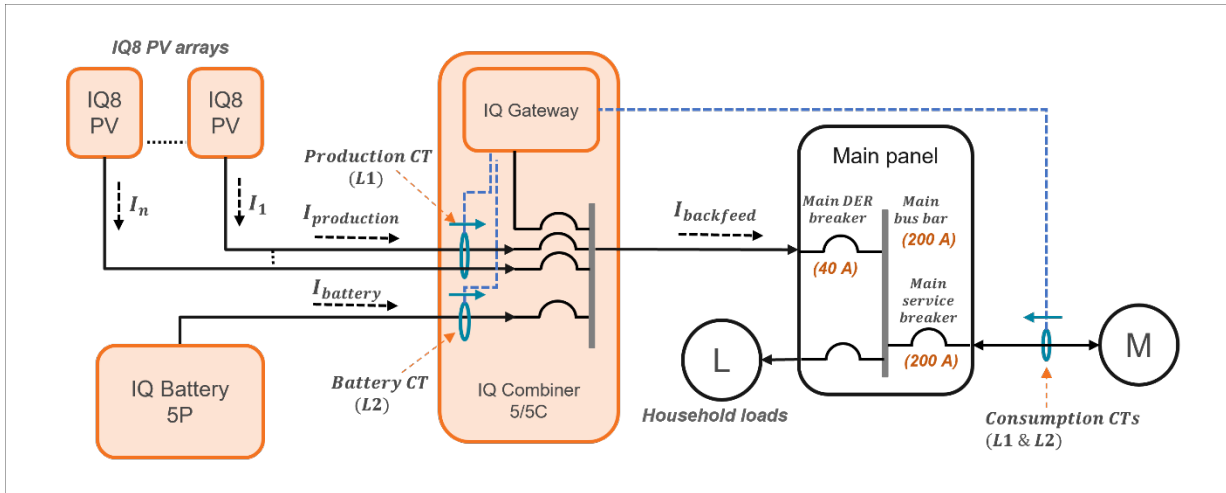 IQ8 PV arrays
IQ8
PV
IQ8
PV
I_n
I_1
IQ Gateway
Production CT
(L1)
I_production
I_battery
Battery CT
(L2)
IQ Battery
5P
IQ Combiner
5/5C
I_backfeed
Main panel
Main DER
breaker
(40 A)
Main
bus bar
(200 A)
Main
service
breaker
(200 A)
L
Household loads
M
Consumption CTs
(L1 & L2)